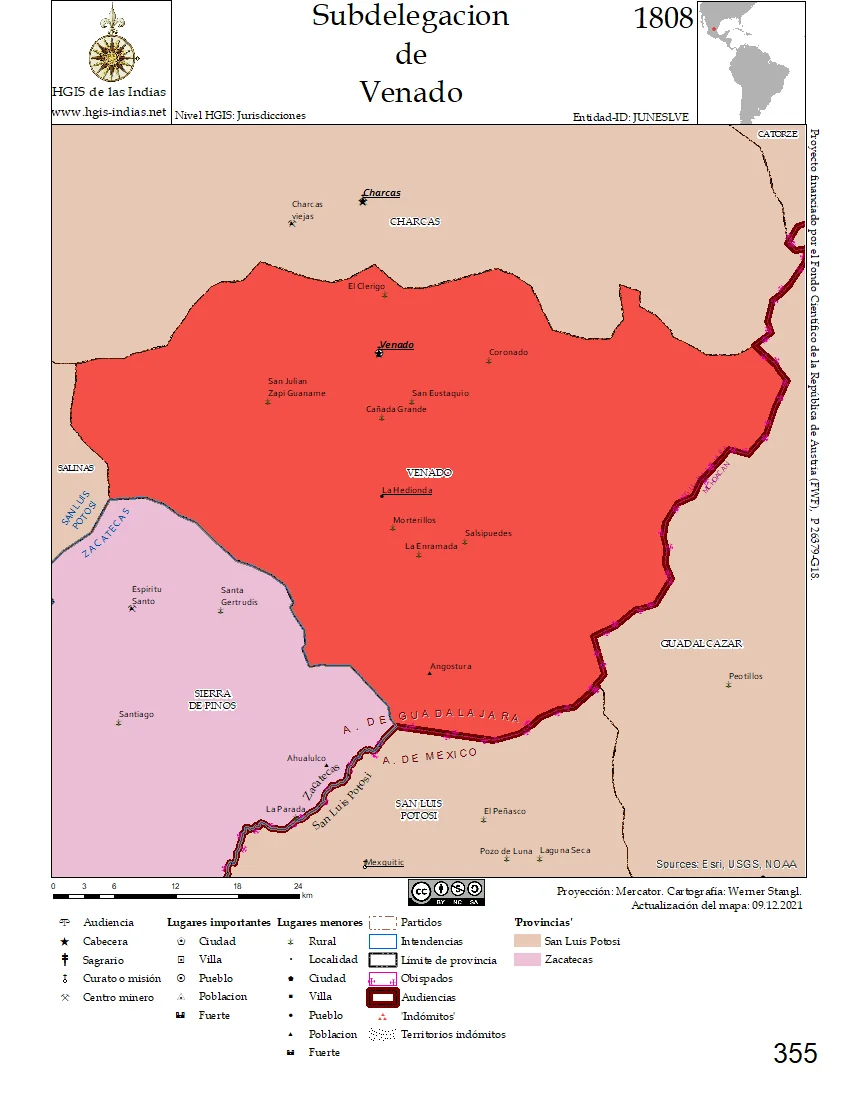 Subdelegacion
de
Venado
1808
HGIS de las Indias
www.hgis-indias.net
Nivel HGIS: Jurisdicciones
Entidad-ID: JUNESLVE
CATORZE
Charcas
Charcas
viejas
CHARCAS
El Clerigo
Venado
Coronado
San Julian
Zapi Guaname
San Eustaquio
Cañada Grande
SALINAS
VENADO
MICHOACAN
La Hedionda
SAN LUIS
POTOSI
ZACATECAS
Morterillos
Salsipuedes
La Enramada
Espiritu
Santo
Santa
Gertrudis
GUADALCAZAR
Angostura
Peotillos
SIERRA
DE PINOS
Santiago
A. DE GUADALAJARA
A. DE MEXICO
Ahualulco
Zacatecas
San Luis Potosi
La Parada
SAN LUIS
POTOSI
El Peñasco
Pozo de Luna
Laguna Seca
Mexquitic
Sources: Esri, USGS, NOAA
Proyecto financiado por el Fondo Científico de la República de Austria (FWF), P 26379-G18.
0 3 6 12 18 24
km
CC BY NC SA
Proyección: Mercator. Cartografía: Werner Stangl.
Actualización del mapa: 09.12.2021
Audiencia
Cabecera
Sagrario
Curato o misión
Centro minero
Lugares importantes
Ciudad
Villa
Pueblo
Poblacion
Fuerte
Lugares menores
Rural
Localidad
Ciudad
Villa
Pueblo
Poblacion
Fuerte
Partidos
Intendencias
Límite de provincia
Obispados
Audiencias
'Indómitos'
Territorios indómitos
'Provincias'
San Luis Potosi
Zacatecas
355